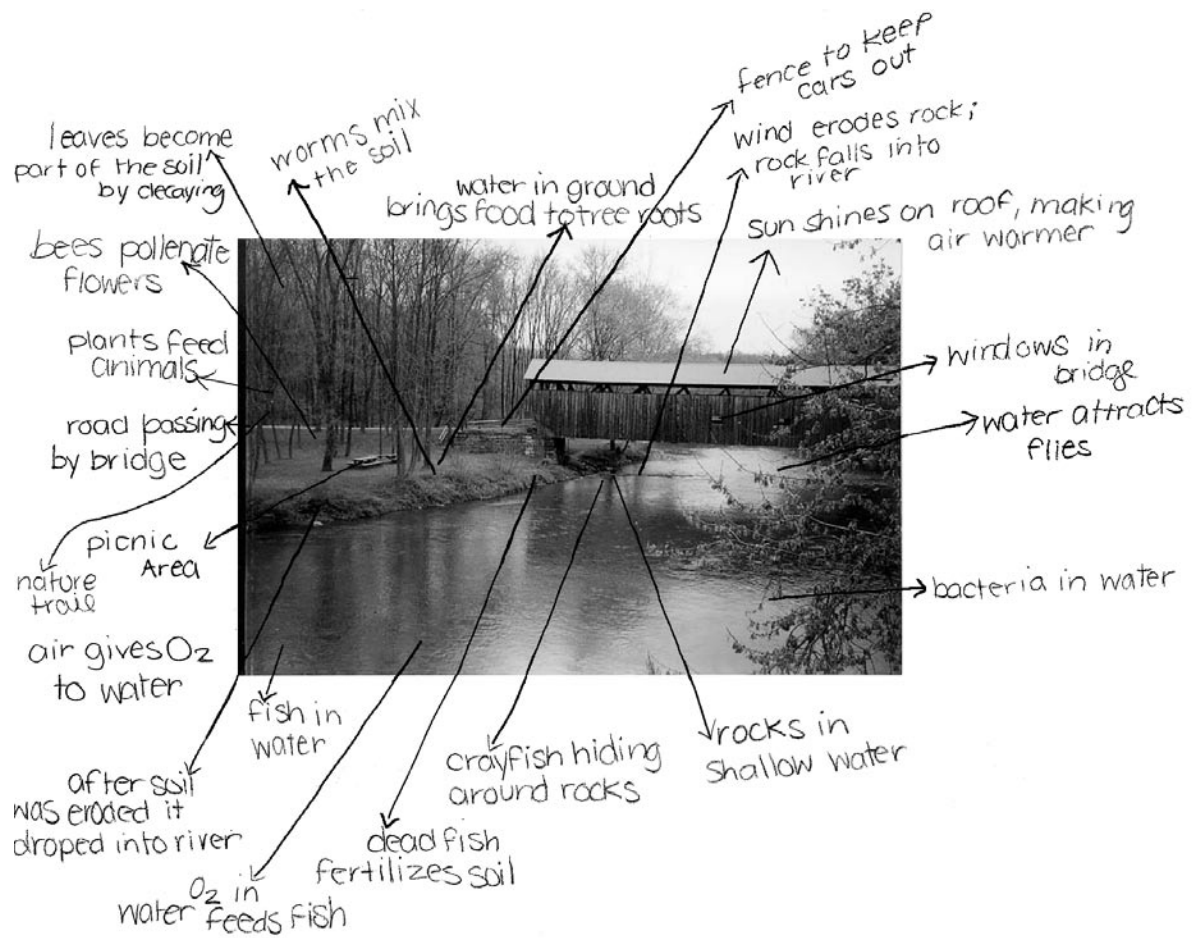 fence to keep
cars out
leaves become
part of the soil
by decaying
worms mix
the soil
wind erodes rock;
rock falls into
river
water in ground
brings food to tree roots
sun shines on roof, making
air warmer
bees pollenate
flowers
plants feed
animals
windows in
bridge
road passing
by bridge
water attracts
flies
picnic
Area
nature
trail
bacteria in water
air gives O₂
to water
fish in
water
rocks in
shallow water
crayfish hiding
around rocks
after soil
was eroded it
droped into river
dead fish
fertilizes soil
O₂ in
water feeds fish